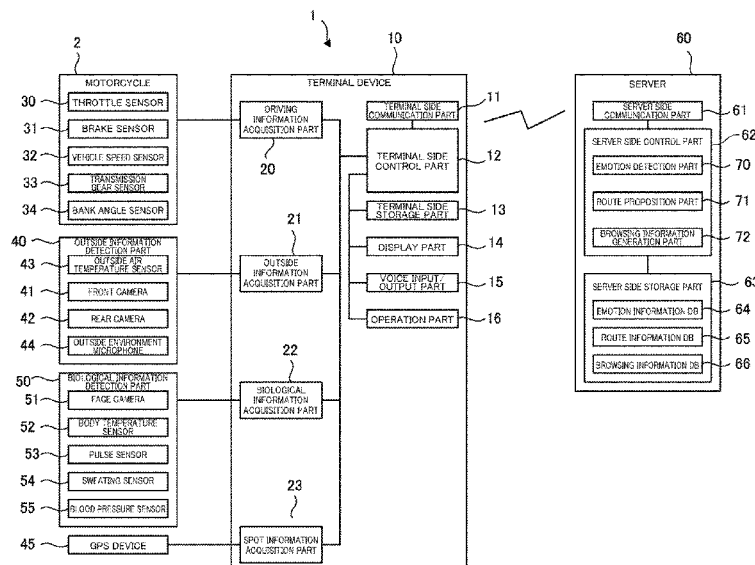 1
2
MOTORCYCLE
30
THROTTLE SENSOR
31
BRAKE SENSOR
32
VEHICLE SPEED SENSOR
33
TRANSMISSION
GEAR SENSOR
34
BANK ANGLE SENSOR
40
OUTSIDE INFORMATION
DETECTION PART
43
OUTSIDE AIR
TEMPERATURE SENSOR
41
FRONT CAMERA
42
REAR CAMERA
44
OUTSIDE ENVIRONMENT
MICROPHONE
50
BIOLOGICAL INFORMATION
DETECTION PART
51
FACE CAMERA
52
BODY TEMPERATURE
SENSOR
53
PULSE SENSOR
54
SWEATING SENSOR
55
BLOOD PRESSURE SENSOR
45
GPS DEVICE
10
TERMINAL DEVICE
DRIVING
INFORMATION
ACQUISITION PART
20
21
OUTSIDE
INFORMATION
ACQUISITION PART
22
BIOLOGICAL
INFORMATION
ACQUISITION PART
23
SPOT INFORMATION
ACQUISITION PART
11
TERMINAL SIDE
COMMUNICATION PART
TERMINAL SIDE
CONTROL PART
12
TERMINAL SIDE
STORAGE PART
13
DISPLAY PART
14
VOICE INPUT/
OUTPUT PART
15
OPERATION PART
16
60
SERVER
SERVER SIDE
COMMUNICATION PART
61
62
SERVER SIDE CONTROL PART
EMOTION DETECTION PART
70
ROUTE PROPOSITION PART
71
BROWSING INFORMATION
GENERATION PART
72
63
SERVER SIDE STORAGE PART
EMOTION INFORMATION DB
64
ROUTE INFORMATION DB
65
BROWSING INFORMATION DB
66